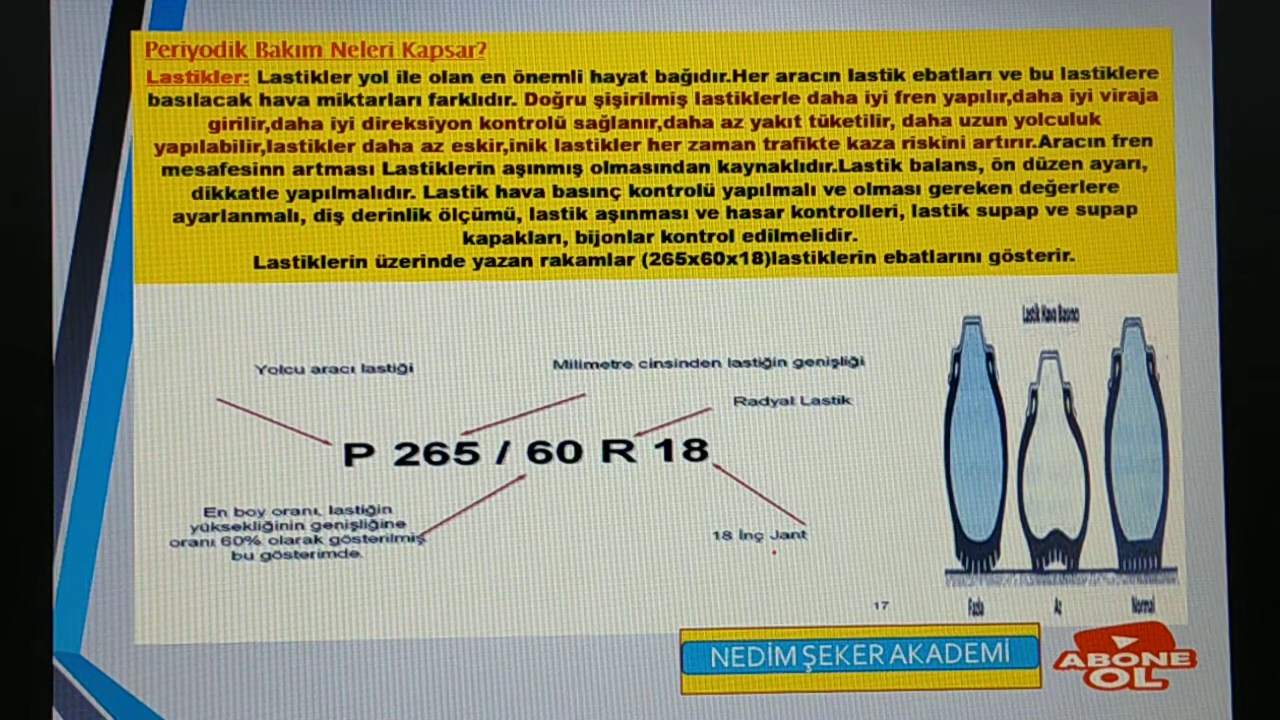 Periyodik Bakım Neleri Kapsar?
Lastikler: Lastikler yol ile olan en önemli hayat bağıdır.Her aracın lastik ebatları ve bu lastiklere
basılacak hava miktarları farklıdır. Doğru şişirilmiş lastiklerle daha iyi fren yapılır,daha iyi viraja
girilir,daha iyi direksiyon kontrolü sağlanır,daha az yakıt tüketilir, daha uzun yolculuk
yapılabilir,lastikler daha az eskir,inik lastikler her zaman trafikte kaza riskini artırır.Aracın fren
mesafesinn artması Lastiklerin aşınmış olmasından kaynaklıdır.Lastik balans, ön düzen ayarı,
dikkatle yapılmalıdır. Lastik hava basınç kontrolü yapılmalı ve olması gereken değerlere
ayarlanmalı, diş derinlik ölçümü, lastik aşınması ve hasar kontrolleri, lastik supap ve supap
kapakları, bijonlar kontrol edilmelidir.
Lastiklerin üzerinde yazan rakamlar (265x60x18)lastiklerin ebatlarını gösterir.
Lastik Hava Basıncı
Yolcu aracı lastiği
Milimetre cinsinden lastiğin genişliği
Radyal Lastik
P 265 / 60 R 18
En boy oranı, lastiğin
yüksekliğinin genişliğine
oranı 60% olarak gösterilmiş
bu gösterimde.
18 İnç Jant
17
Fazla
Az
Normal
NEDİM ŞEKER AKADEMİ
ABONE
OL